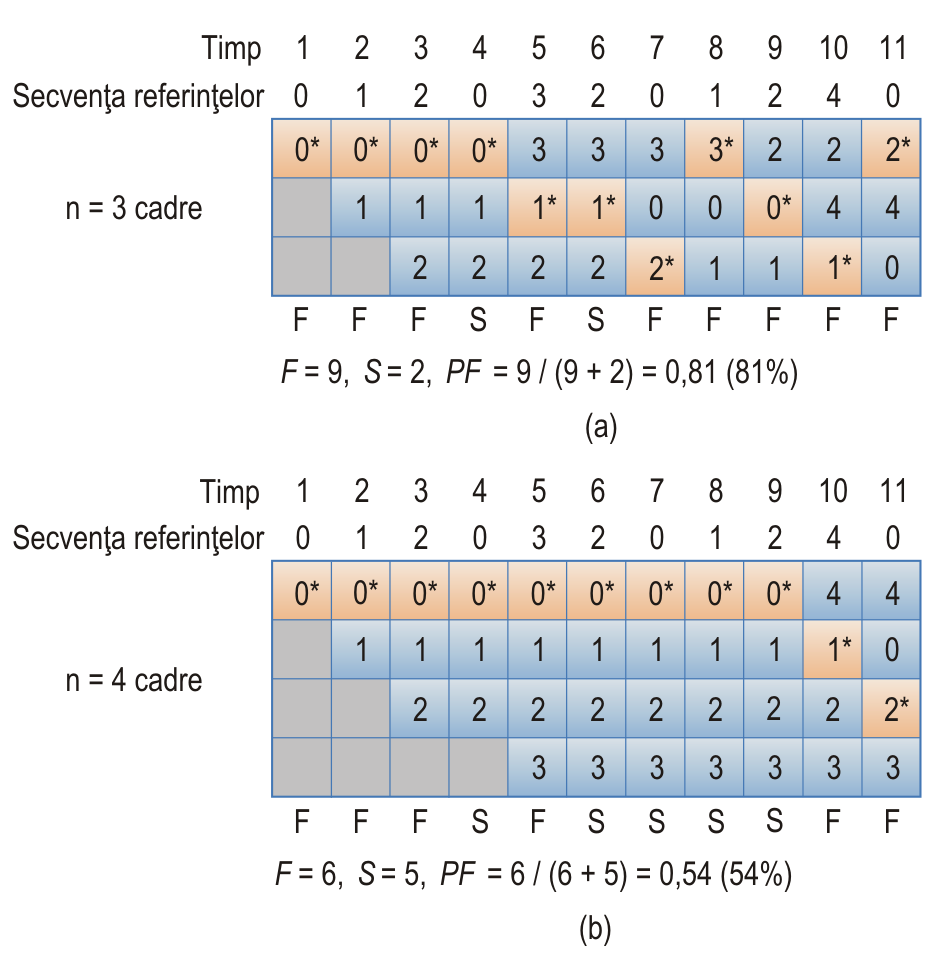 Timp 1 2 3 4 5 6 7 8 9 10 11
Secvenţa referinţelor 0 1 2 0 3 2 0 1 2 4 0
0* 0* 0* 0* 3 3 3 3* 2 2 2*
n = 3 cadre 1 1 1 1* 1* 0 0 0* 4 4
2 2 2 2 2* 1 1 1* 0
F F F S F S F F F F F
F = 9, S = 2, PF = 9 / (9 + 2) = 0,81 (81%)
(a)
Timp 1 2 3 4 5 6 7 8 9 10 11
Secvenţa referinţelor 0 1 2 0 3 2 0 1 2 4 0
0* 0* 0* 0* 0* 0* 0* 0* 0* 4 4
1 1 1 1 1 1 1 1 1* 0
n = 4 cadre
2 2 2 2 2 2 2 2 2*
3 3 3 3 3 3 3
F F F S F S S S S F F
F = 6, S = 5, PF = 6 / (6 + 5) = 0,54 (54%)
(b)